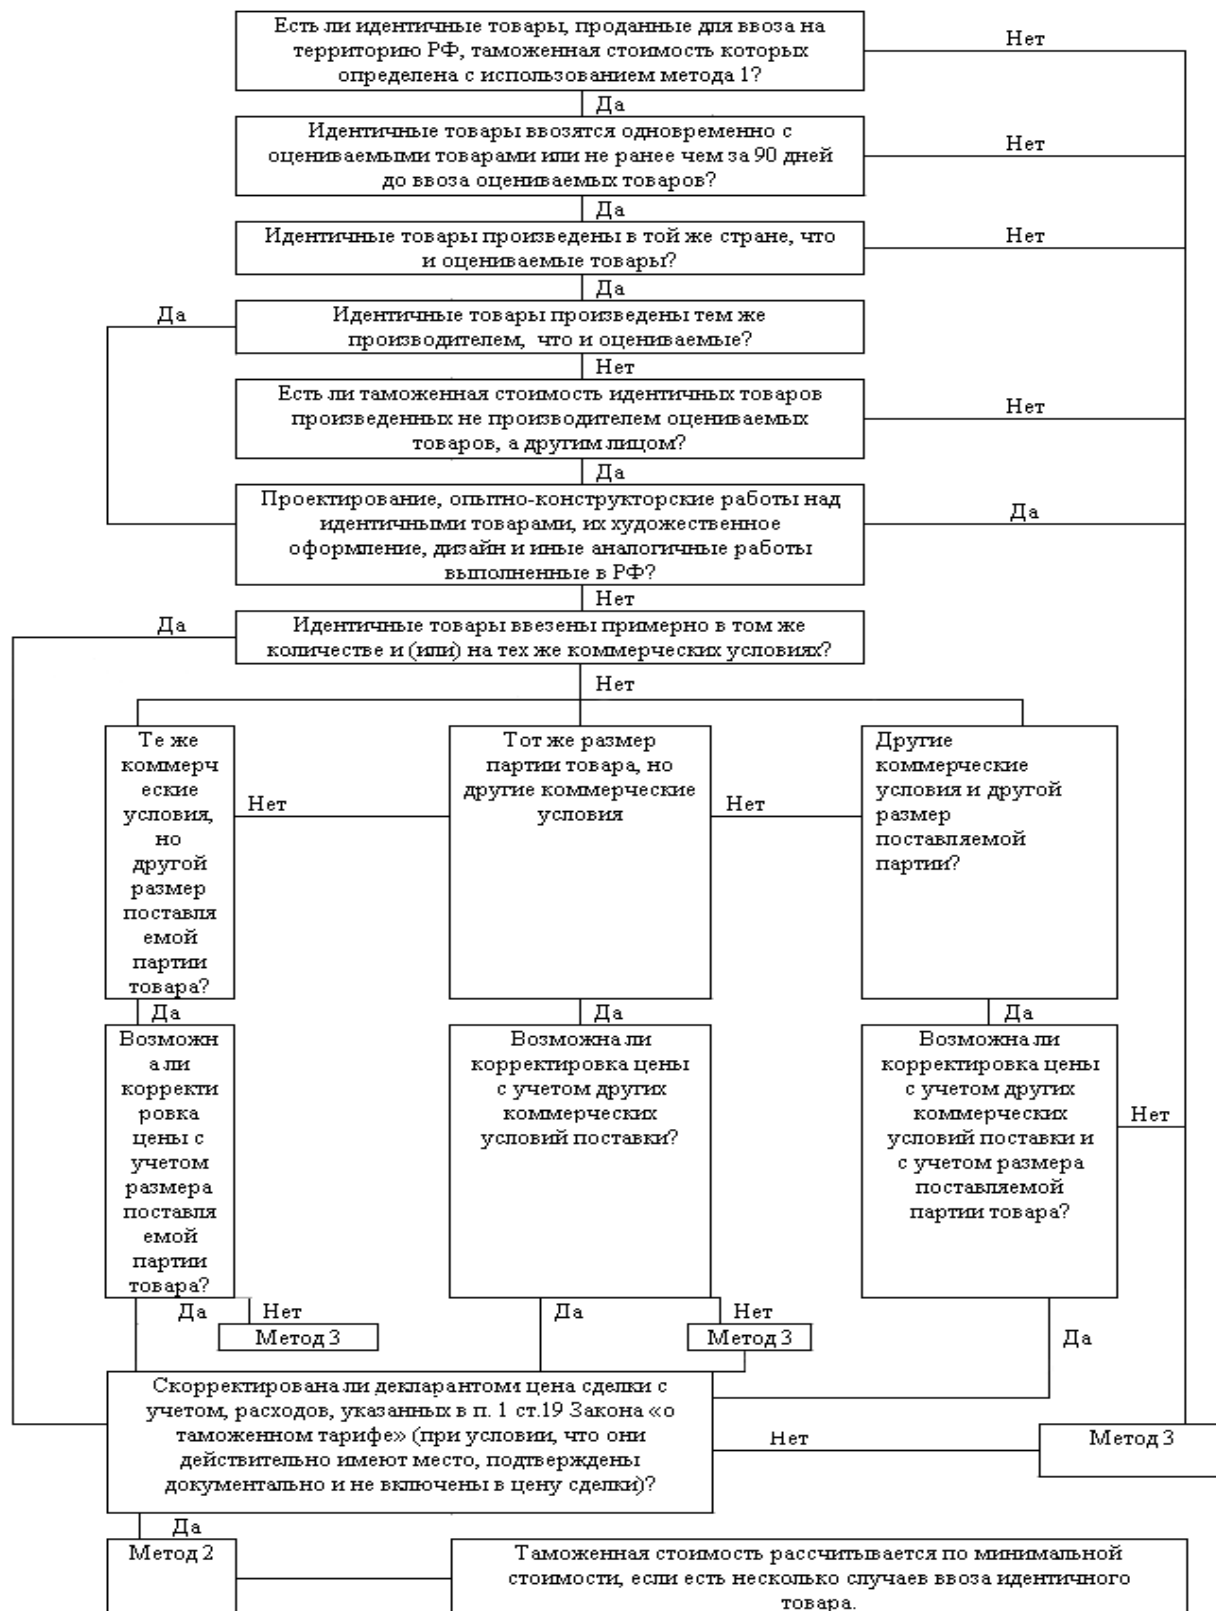 Есть ли идентичные товары, проданные для ввоза на
территорию РФ, таможенная стоимость которых
определена с использованием метода 1?
Нет
Да
Идентичные товары ввозятся одновременно с
оцениваемыми товарами или не ранее чем за 90 дней
до ввоза оцениваемых товаров?
Нет
Да
Идентичные товары произведены в той же стране, что
и оцениваемые товары?
Нет
Да
Да
Идентичные товары произведены тем же
производителем, что и оцениваемые?
Нет
Есть ли таможенная стоимость идентичных товаров
произведенных не производителем оцениваемых
товаров, а другим лицом?
Нет
Да
Проектирование, опытно-конструкторские работы над
идентичными товарами, их художественное
оформление, дизайн и иные аналогичные работы
выполненные в РФ?
Да
Нет
Да
Идентичные товары ввезены примерно в том же
количестве и (или) на тех же коммерческих условиях?
Нет
Те же
коммерч
еские
условия,
но
другой
размер
поставля
емой
партии
товара?
Нет
Тот же размер
партии товара, но
другие коммерческие
условия
Нет
Другие
коммерческие
условия и другой
размер
поставляемой
партии?
Да
Да
Да
Возможн
а ли
корректи
ровка
цены с
учетом
размера
поставля
емой
партии
товара?
Возможна ли
корректировка цены
с учетом других
коммерческих
условий поставки?
Возможна ли
корректировка цены
с учетом других
коммерческих
условий поставки и
с учетом размера
поставляемой
партии товара?
Нет
Да
Нет
Метод 3
Да
Нет
Метод 3
Да
Скорректирована ли декларантом цена сделки с
учетом, расходов, указанных в п. 1 ст.19 Закона «о
таможенном тарифе» (при условии, что они
действительно имеют место, подтверждены
документально и не включены в цену сделки)?
Нет
Метод 3
Да
Метод 2
Таможенная стоимость рассчитывается по минимальной
стоимости, если есть несколько случаев ввоза идентичного
товара.